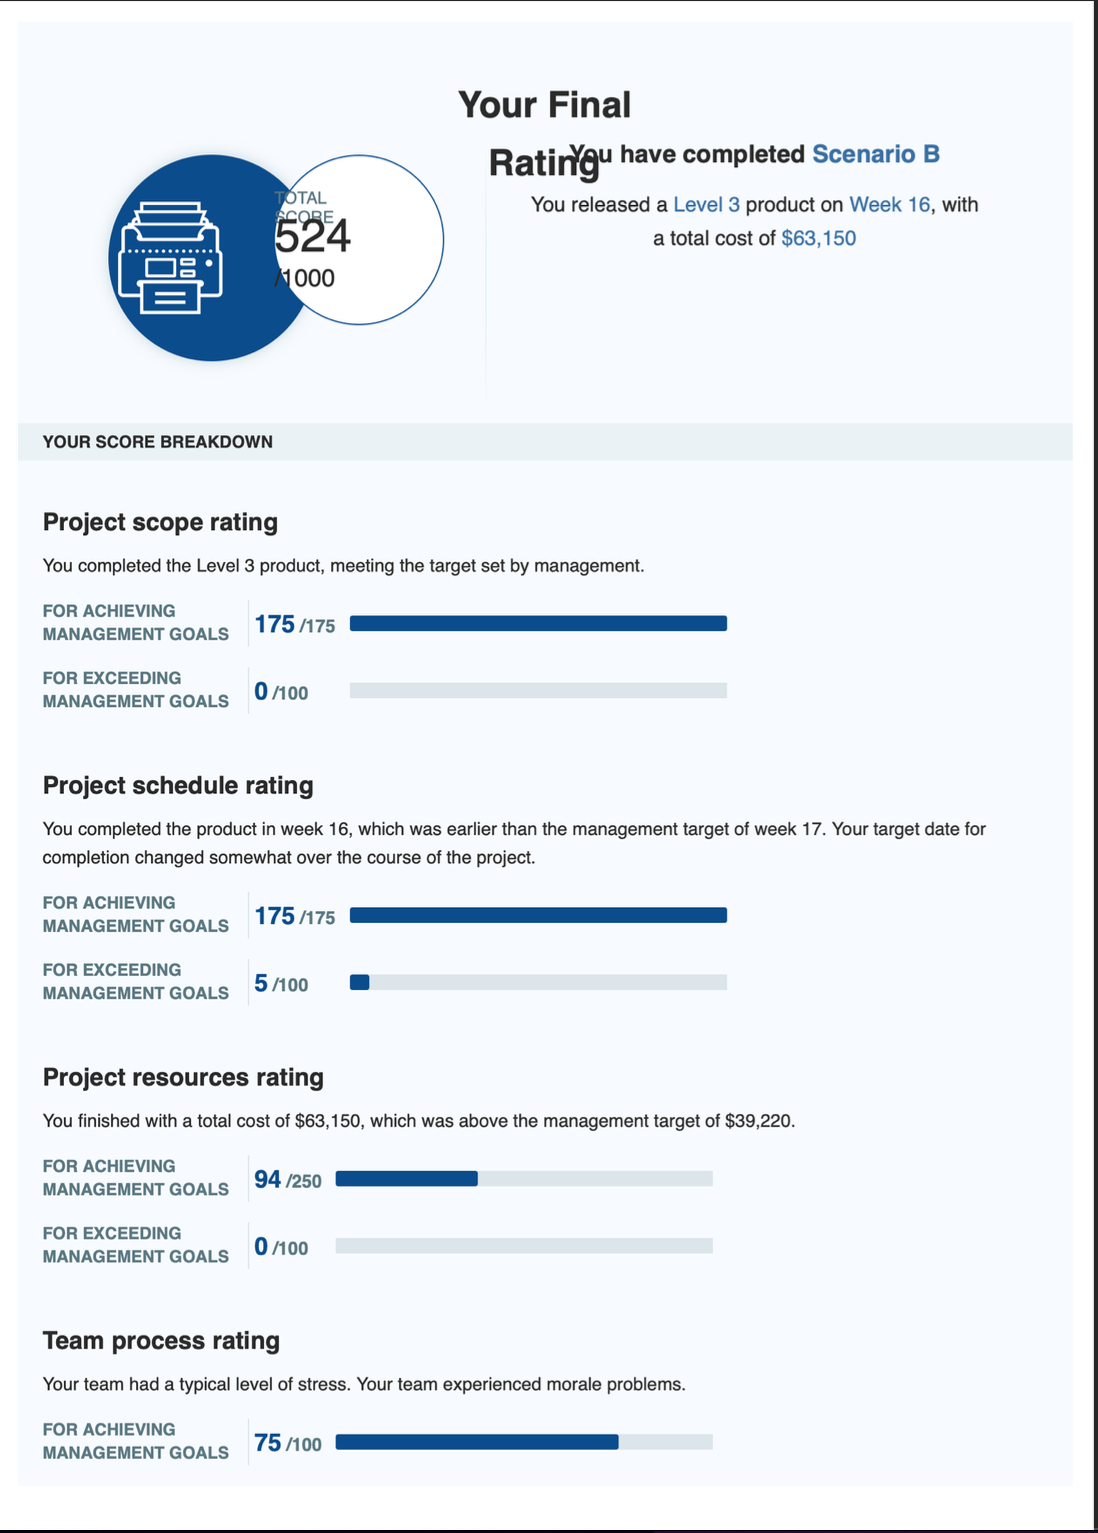 Your Final
Rating
You have completed Scenario B
You released a Level 3 product on Week 16, with
a total cost of $63,150
TOTAL
SCORE
524
/1000
YOUR SCORE BREAKDOWN
Project scope rating
You completed the Level 3 product, meeting the target set by management.
FOR ACHIEVING
MANAGEMENT GOALS
175 /175
FOR EXCEEDING
MANAGEMENT GOALS
0 /100
Project schedule rating
You completed the product in week 16, which was earlier than the management target of week 17. Your target date for
completion changed somewhat over the course of the project.
FOR ACHIEVING
MANAGEMENT GOALS
175 /175
FOR EXCEEDING
MANAGEMENT GOALS
5 /100
Project resources rating
You finished with a total cost of $63,150, which was above the management target of $39,220.
FOR ACHIEVING
MANAGEMENT GOALS
94 /250
FOR EXCEEDING
MANAGEMENT GOALS
0 /100
Team process rating
Your team had a typical level of stress. Your team experienced morale problems.
FOR ACHIEVING
MANAGEMENT GOALS
75 /100